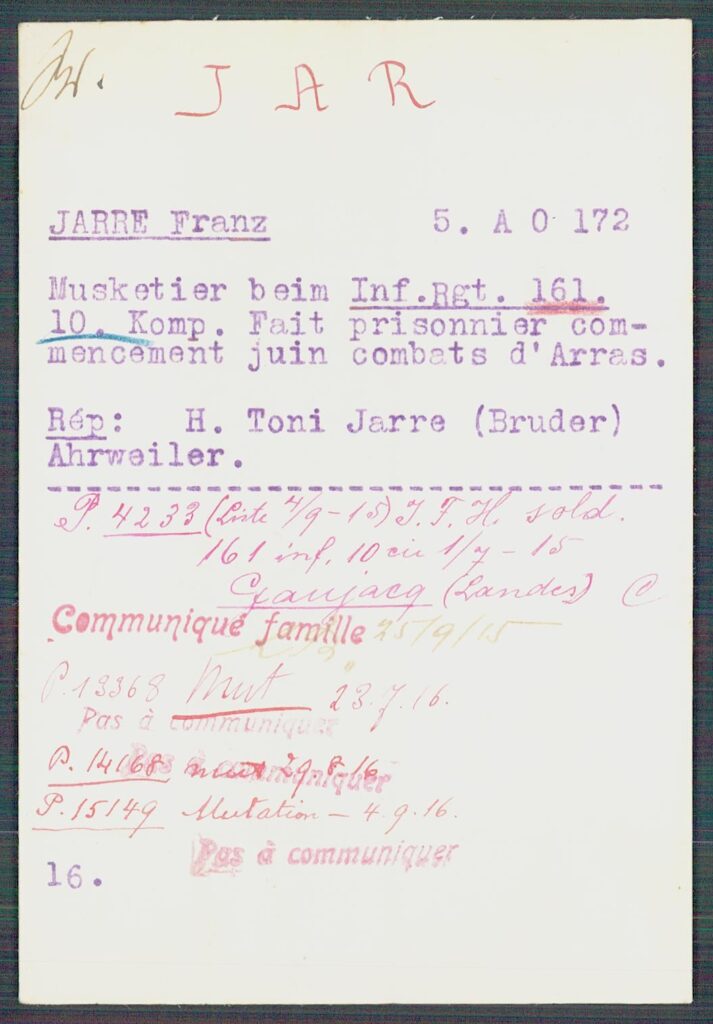 J A R
JARRE Franz 5. A O 172
Musketier beim Inf.Rgt. 161.
10. Komp. Fait prisonnier com-
mencement juin combats d'Arras.
Rép: H. Toni Jarre (Bruder)
Ahrweiler.
P. 4233 (Liste 4/9-15) J. F. H. sold.
161 inf, 10 cie 1/7-15
Gaujacq (Landes) C
Communiqué famille 25/9/15
P. 13368 Mut 23.7.16.
Pas à communiquer
P. 14168 mut 29.8.16
Pas à communiquer
P. 15149 Mutation - 4.9.16.
Pas à communiquer
16.